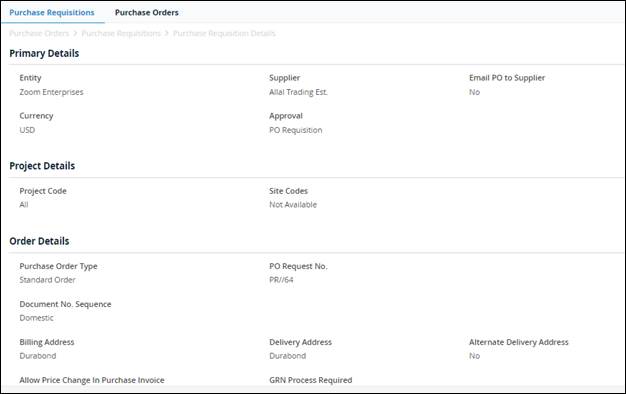 Purchase Requisitions Purchase Orders
Purchase Orders > Purchase Requisitions > Purchase Requisition Details
Primary Details
Entity Supplier Email PO to Supplier
Zoom Enterprises Allal Trading Est. No
Currency Approval
USD PO Requisition
Project Details
Project Code Site Codes
All Not Available
Order Details
Purchase Order Type PO Request No.
Standard Order PR//64
Document No. Sequence
Domestic
Billing Address Delivery Address Alternate Delivery Address
Durabond Durabond No
Allow Price Change In Purchase Invoice GRN Process Required